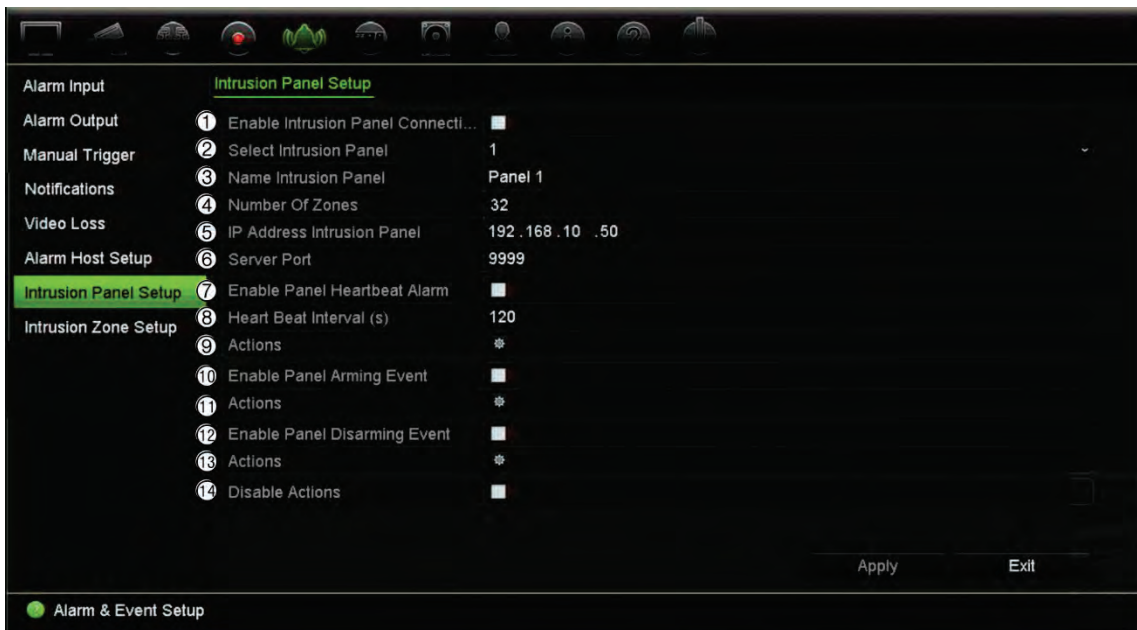 Alarm Input
Alarm Output
Manual Trigger
Notifications
Video Loss
Alarm Host Setup
Intrusion Panel Setup
Intrusion Zone Setup
Intrusion Panel Setup
1 Enable Intrusion Panel Connecti...
2 Select Intrusion Panel 1
3 Name Intrusion Panel Panel 1
4 Number Of Zones 32
5 IP Address Intrusion Panel 192 .168 .10 .50
6 Server Port 9999
7 Enable Panel Heartbeat Alarm
8 Heart Beat Interval (s) 120
9 Actions
10 Enable Panel Arming Event
11 Actions
12 Enable Panel Disarming Event
13 Actions
14 Disable Actions
Apply Exit
Alarm & Event Setup